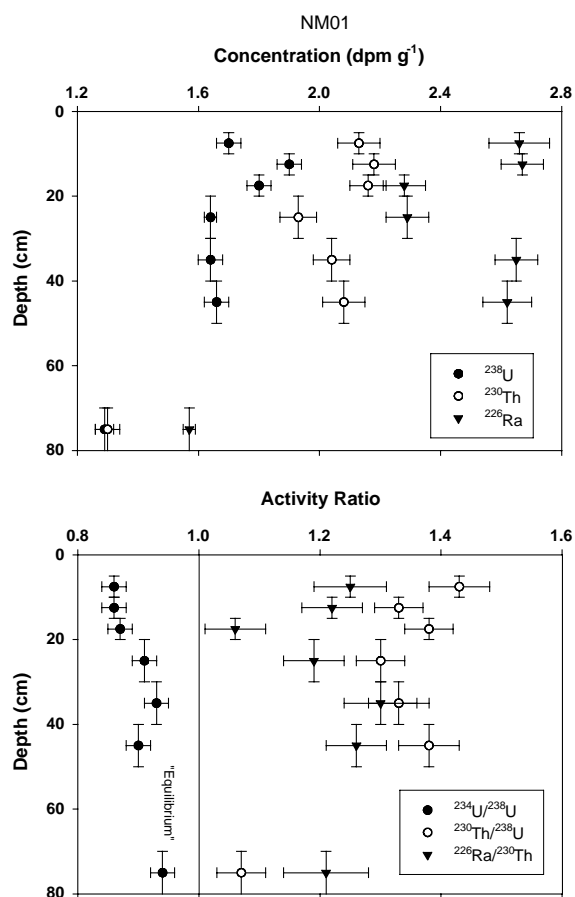 NM01
Concentration (dpm g⁻¹)
1.2 1.6 2.0 2.4 2.8
0
20
40
60
80
Depth (cm)
²³⁸U
²³⁰Th
²²⁶Ra
Activity Ratio
0.8 1.0 1.2 1.4 1.6
0
20
40
60
80
Depth (cm)
"Equilibrium"
²³⁴U/²³⁸U
²³⁰Th/²³⁸U
²²⁶Ra/²³⁰Th